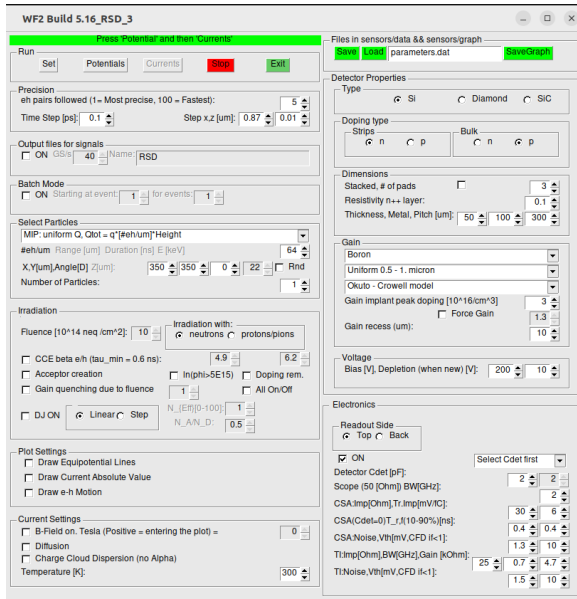 WF2 Build 5.16_RSD_3
Press 'Potential' and then 'Currents'
Run
Set Potentials Currents Stop Exit
Precision
eh pairs followed (1= Most precise, 100 = Fastest): 5
Time Step [ps]: 0.1 Step x,z [um]: 0.87 0.01
Output files for signals
ON GS/s 40 Name: RSD
Batch Mode
ON Starting at event: 1 for events: 1
Select Particles
MIP: uniform Q, Qtot = q*[#eh/um]*Height
#eh/um Range [um] Duration [ns] E [keV] 64
X,Y[um],Angle[D] Z[um]: 350 350 0 22 Rnd
Number of Particles: 1
Irradiation
Fluence [10^14 neq /cm^2]: 10
Irradiation with:
neutrons protons/pions
CCE beta e/h (tau_min = 0.6 ns): 4.9 6.2
Acceptor creation ln(phi>5E15) Doping rem.
Gain quenching due to fluence 1 All On/Off
DJ ON: Linear Step
N_{Eff}[0-100]: 1
N_A/N_D: 0.5
Plot Settings
Draw Equipotential Lines
Draw Current Absolute Value
Draw e-h Motion
Current Settings
B-Field on. Tesla (Positive = entering the plot) = 0
Diffusion
Charge Cloud Dispersion (no Alpha)
Temperature [K]: 300
Files in sensors/data && sensors/graph
Save Load parameters.dat SaveGraph
Detector Properties
Type
Si Diamond SiC
Doping type
Strips Bulk
n p n p
Dimensions
Stacked, # of pads 3
Resistivity n++ layer: 0.1
Thickness, Metal, Pitch [um]: 50 100 300
Gain
Boron
Uniform 0.5 - 1. micron
Okuto - Crowell model
Gain implant peak doping [10^16/cm^3] 3
Force Gain 1.3
Gain recess (um): 10
Voltage
Bias [V], Depletion (when new) [V]: 200 10
Electronics
Readout Side
Top Back
ON Select Cdet first
Detector Cdet [pF]: 2 2
Scope (50 [Ohm]) BW[GHz]: 2
CSA:Imp[Ohm],Tr.Imp[mV/fC]: 30 6
CSA(Cdet=0)T_r,f(10-90%)[ns]: 0.4 0.4
CSA:Noise,Vth[mV,CFD if<1]: 1.3 10
TI:Imp[Ohm],BW[GHz],Gain [kOhm]: 25 0.7 4.7
TI:Noise,Vth[mV,CFD if<1]: 1.5 10